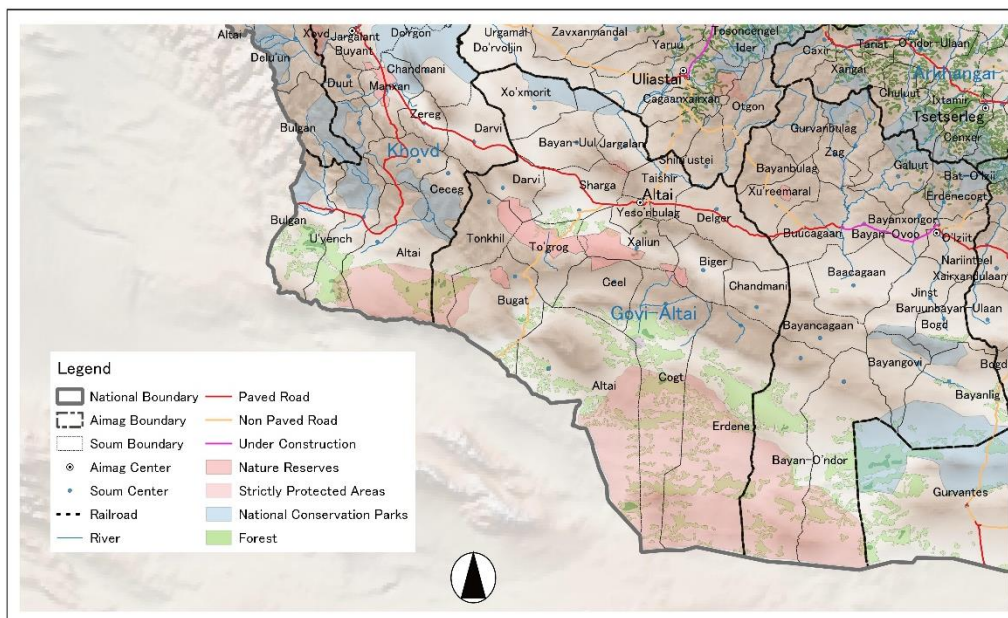 Altai
Xovd
Jargalant
Buyant
Do'rgon
Delu'un
Duut
Manxan
Chandmani
Zereg
Bulgan
Khovd
Darvi
Ceceg
Bulgan
U'yench
Altai
Urgamal
Zavxanmandal
Do'rvoljin
Tosoncengel
Ider
Yaruu
Uliastai
Cagaanxairxan
Otgon
Xo'xmorit
Bayan-Uul
Jargalan
Shilu'ustei
Taishir
Darvi
Sharga
Altai
Yeso'nbulag
Delger
Tonkhil
To'grog
Xaliun
Biger
Chandmani
Bugat
Ceel
Govi-Altai
Altai
Cogt
Erdene
Caxir
Tanat
O'ndor-Ulaan
Xangai
Arkhangai
Chuluut
Ixtamir
Tsetserleg
Cenxer
Gurvanbulag
Zag
Bayanbulag
Galuut
Bat-O'lzii
Xu'reemaral
Erdenecogt
Bayanxongor
Buucagaan
Bayan-Ovoo
O'lziit
Nariinteel
Baacagaan
Xairxandulaan
Jinst
Baruunbayan-Ulaan
Bogd
Bayancagaan
Bayangovi
Bogd
Bayanlig
Bayan-O'ndor
Gurvantes
Legend
National Boundary
Paved Road
Aimag Boundary
Non Paved Road
Soum Boundary
Under Construction
Aimag Center
Nature Reserves
Soum Center
Strictly Protected Areas
Railroad
National Conservation Parks
River
Forest